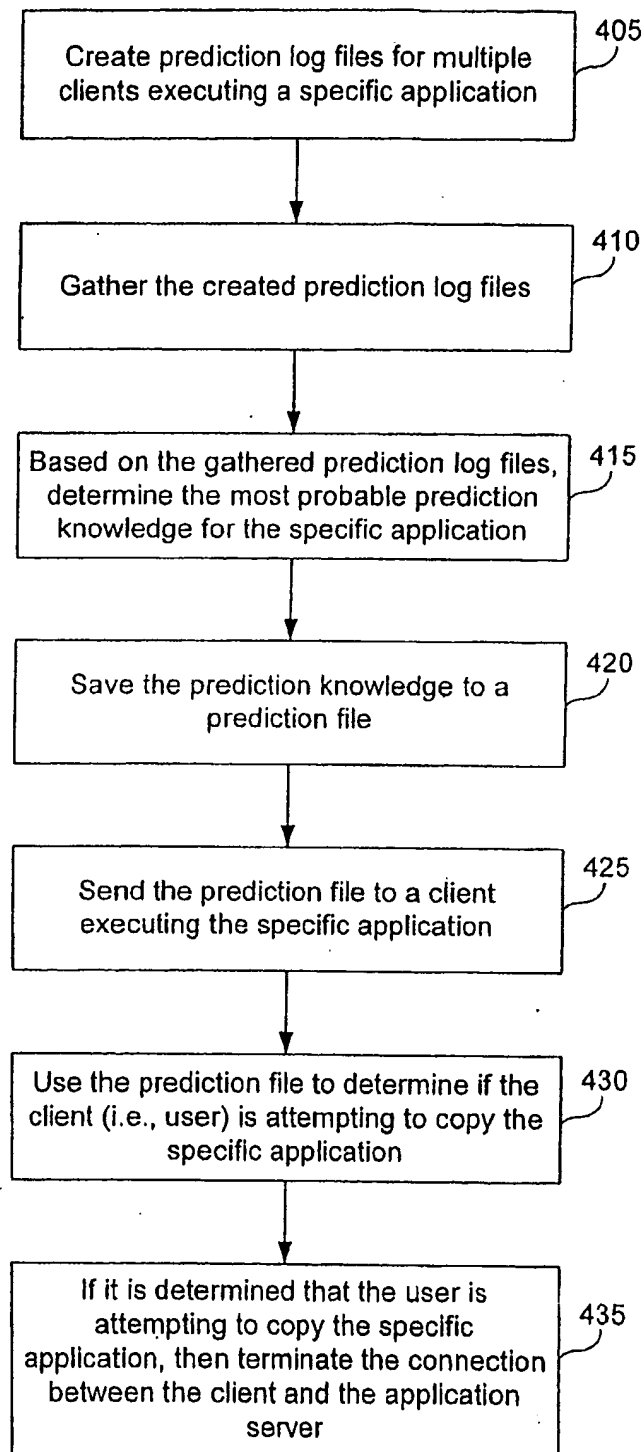 405
Create prediction log files for multiple
clients executing a specific application
410
Gather the created prediction log files
415
Based on the gathered prediction log files,
determine the most probable prediction
knowledge for the specific application
420
Save the prediction knowledge to a
prediction file
425
Send the prediction file to a client
executing the specific application
430
Use the prediction file to determine if the
client (i.e., user) is attempting to copy the
specific application
435
If it is determined that the user is
attempting to copy the specific
application, then terminate the connection
between the client and the application
server